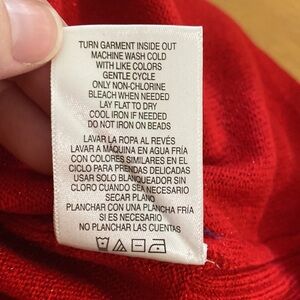 TURN GARMENT INSIDE OUT
MACHINE WASH COLD
WITH LIKE COLORS
GENTLE CYCLE
ONLY NON-CHLORINE
BLEACH WHEN NEEDED
LAY FLAT TO DRY
COOL IRON IF NEEDED
DO NOT IRON ON BEADS
LAVAR LA ROPA AL REVÉS
LAVAR A MAQUINA EN AGUA FRÍA
CON COLORES SIMILARES EN EL
CICLO PARA PRENDAS DELICADAS
USAR SOLO BLANQUEADOR SIN
CLORO CUANDO SEA NECESARIO
SECAR PLANO
PLANCHAR CON UNA PLANCHA FRÍA
SI ES NECESARIO
NO PLANCHAR LAS CUENTAS